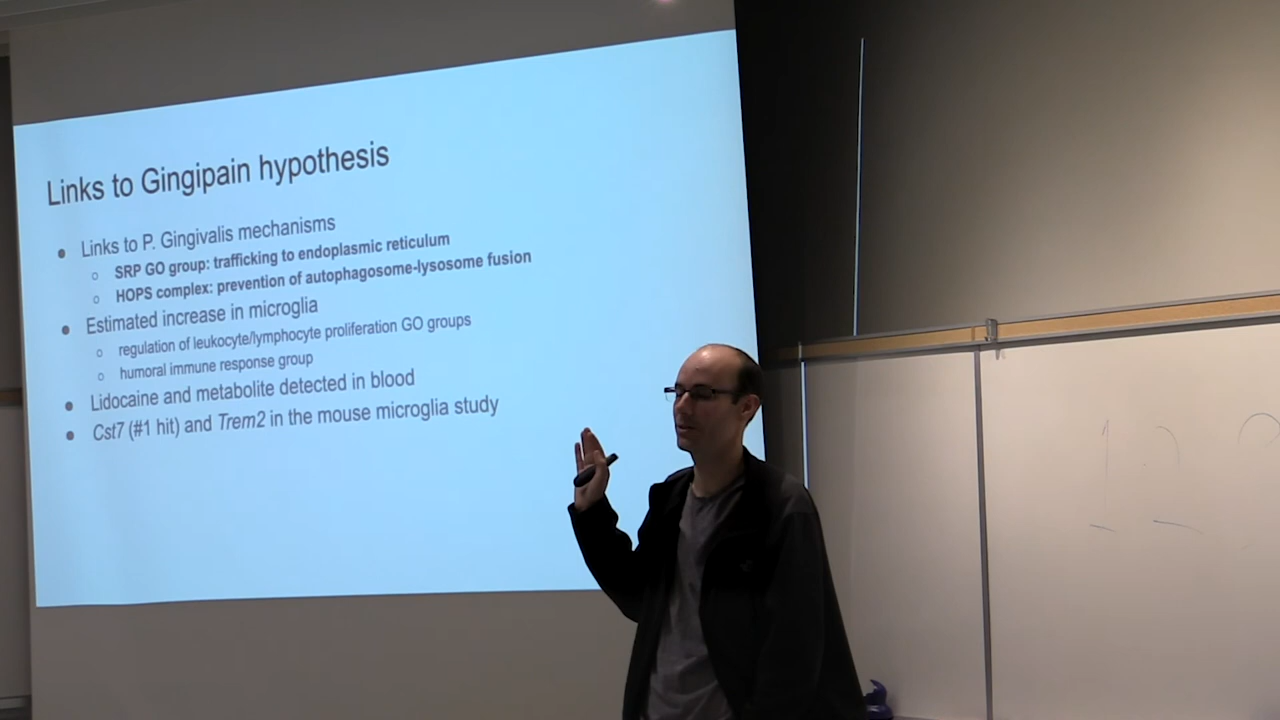 Links to Gingipain hypothesis
● Links to P. Gingivalis mechanisms
○ SRP GO group: trafficking to endoplasmic reticulum
○ HOPS complex: prevention of autophagosome-lysosome fusion
● Estimated increase in microglia
○ regulation of leukocyte/lymphocyte proliferation GO groups
○ humoral immune response group
● Lidocaine and metabolite detected in blood
● Cst7 (#1 hit) and Trem2 in the mouse microglia study